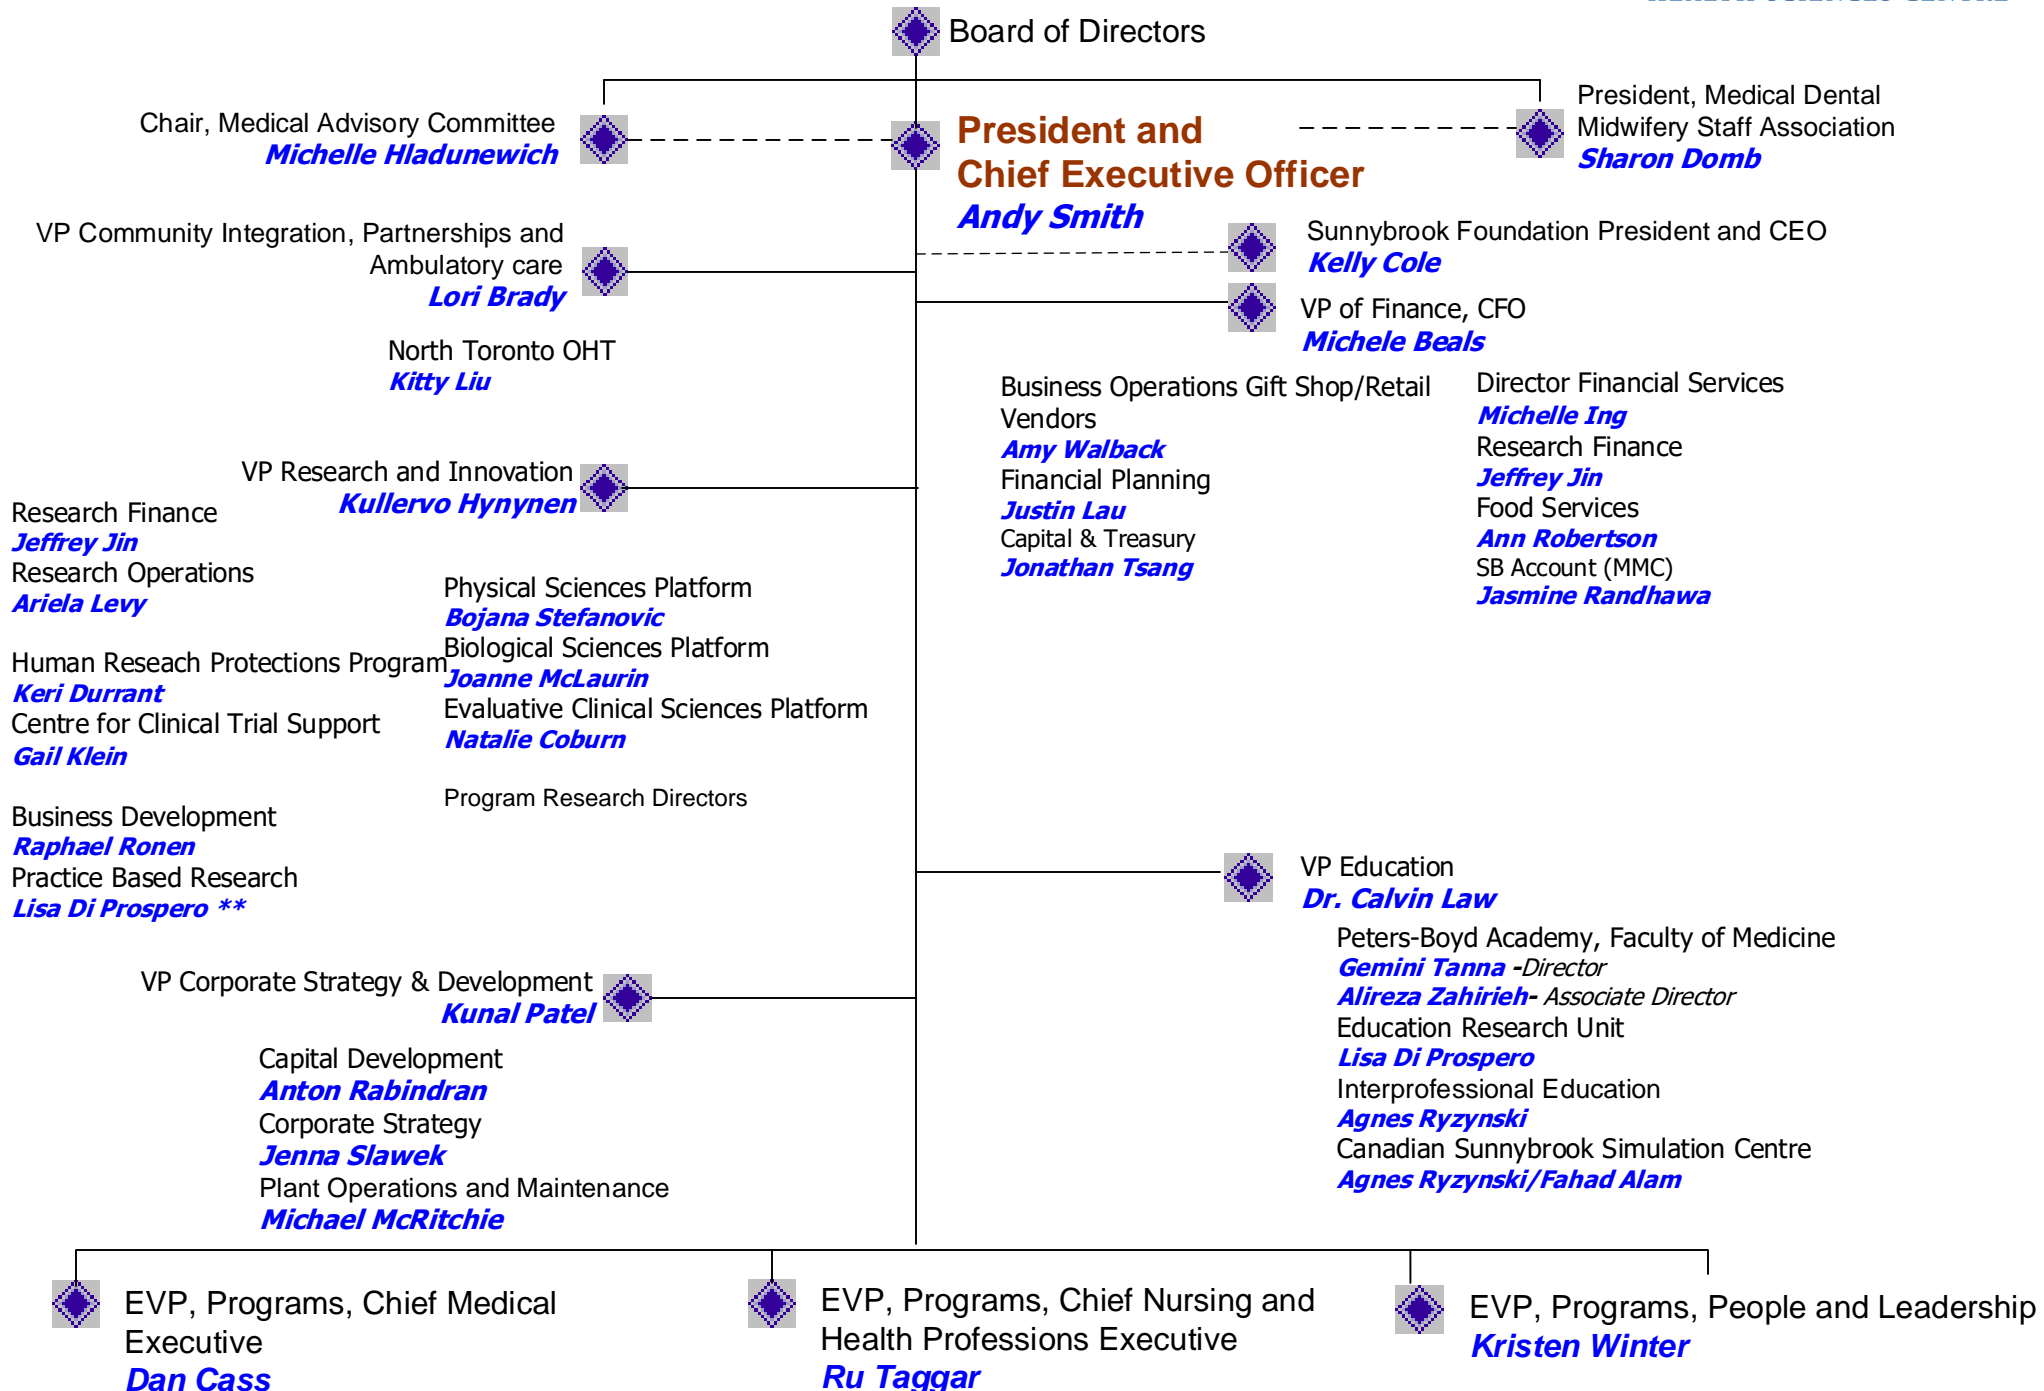 Board of Directors
Chair, Medical Advisory Committee
Michelle Hladunewich
President and
Chief Executive Officer
Andy Smith
President, Medical Dental
Midwifery Staff Association
Sharon Domb
VP Community Integration, Partnerships and
Ambulatory care
Lori Brady
North Toronto OHT
Kitty Liu
Sunnybrook Foundation President and CEO
Kelly Cole
VP of Finance, CFO
Michele Beals
Business Operations Gift Shop/Retail
Vendors
Amy Walback
Financial Planning
Justin Lau
Capital & Treasury
Jonathan Tsang
Director Financial Services
Michelle Ing
Research Finance
Jeffrey Jin
Food Services
Ann Robertson
SB Account (MMC)
Jasmine Randhawa
VP Research and Innovation
Kullervo Hynynen
Research Finance
Jeffrey Jin
Research Operations
Ariela Levy
Human Reseach Protections Program
Keri Durrant
Centre for Clinical Trial Support
Gail Klein
Business Development
Raphael Ronen
Practice Based Research
Lisa Di Prospero **
Physical Sciences Platform
Bojana Stefanovic
Biological Sciences Platform
Joanne McLaurin
Evaluative Clinical Sciences Platform
Natalie Coburn
Program Research Directors
VP Education
Dr. Calvin Law
Peters-Boyd Academy, Faculty of Medicine
Gemini Tanna -Director
Alireza Zahirieh- Associate Director
Education Research Unit
Lisa Di Prospero
Interprofessional Education
Agnes Ryzynski
Canadian Sunnybrook Simulation Centre
Agnes Ryzynski/Fahad Alam
VP Corporate Strategy & Development
Kunal Patel
Capital Development
Anton Rabindran
Corporate Strategy
Jenna Slawek
Plant Operations and Maintenance
Michael McRitchie
EVP, Programs, Chief Medical
Executive
Dan Cass
EVP, Programs, Chief Nursing and
Health Professions Executive
Ru Taggar
EVP, Programs, People and Leadership
Kristen Winter